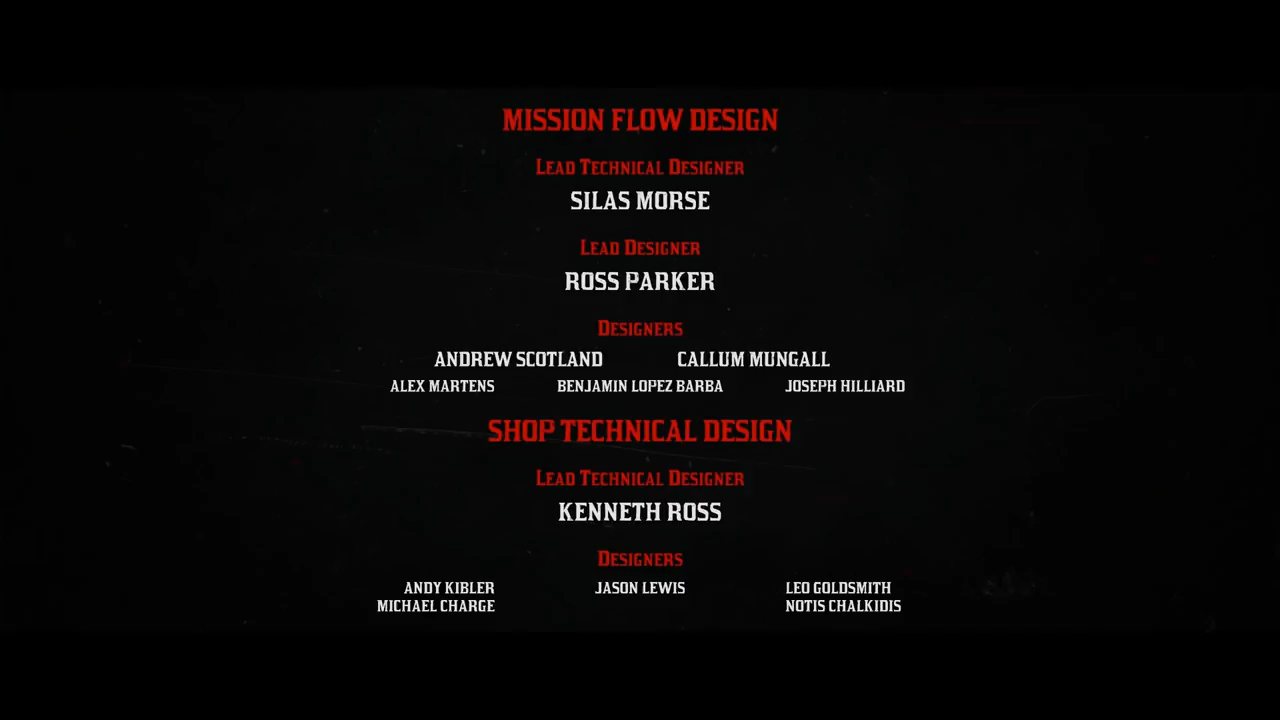 MISSION FLOW DESIGN
LEAD TECHNICAL DESIGNER
SILAS MORSE
LEAD DESIGNER
ROSS PARKER
DESIGNERS
ANDREW SCOTLAND CALLUM MUNGALL
ALEX MARTENS BENJAMIN LOPEZ BARBA JOSEPH HILLIARD
SHOP TECHNICAL DESIGN
LEAD TECHNICAL DESIGNER
KENNETH ROSS
DESIGNERS
ANDY KIBLER JASON LEWIS LEO GOLDSMITH
MICHAEL CHARGE NOTIS CHALKIDIS